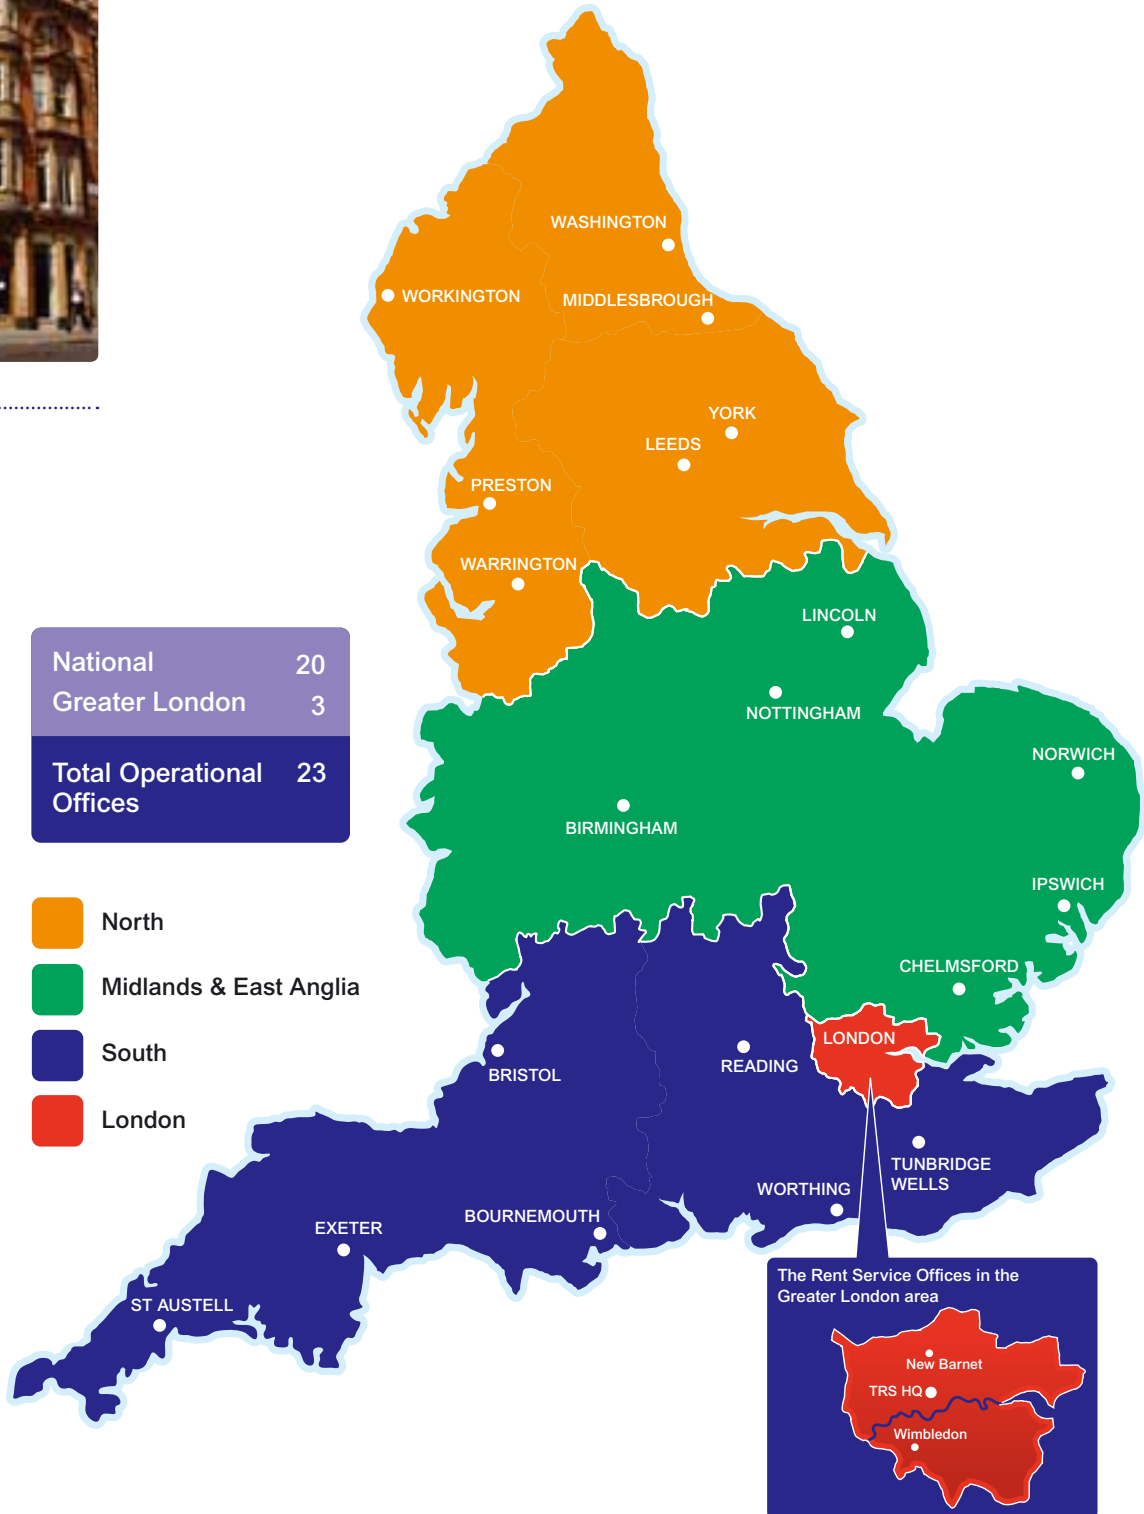 WASHINGTON
WORKINGTON
MIDDLESBROUGH
YORK
LEEDS
PRESTON
WARRINGTON
LINCOLN
National 20
Greater London 3
NOTTINGHAM
NORWICH
Total Operational 23
Offices
BIRMINGHAM
IPSWICH
North
CHELMSFORD
Midlands & East Anglia
LONDON
South
READING
BRISTOL
London
TUNBRIDGE
WELLS
WORTHING
BOURNEMOUTH
EXETER
ST AUSTELL
The Rent Service Offices in the
Greater London area
New Barnet
TRS HQ
Wimbledon